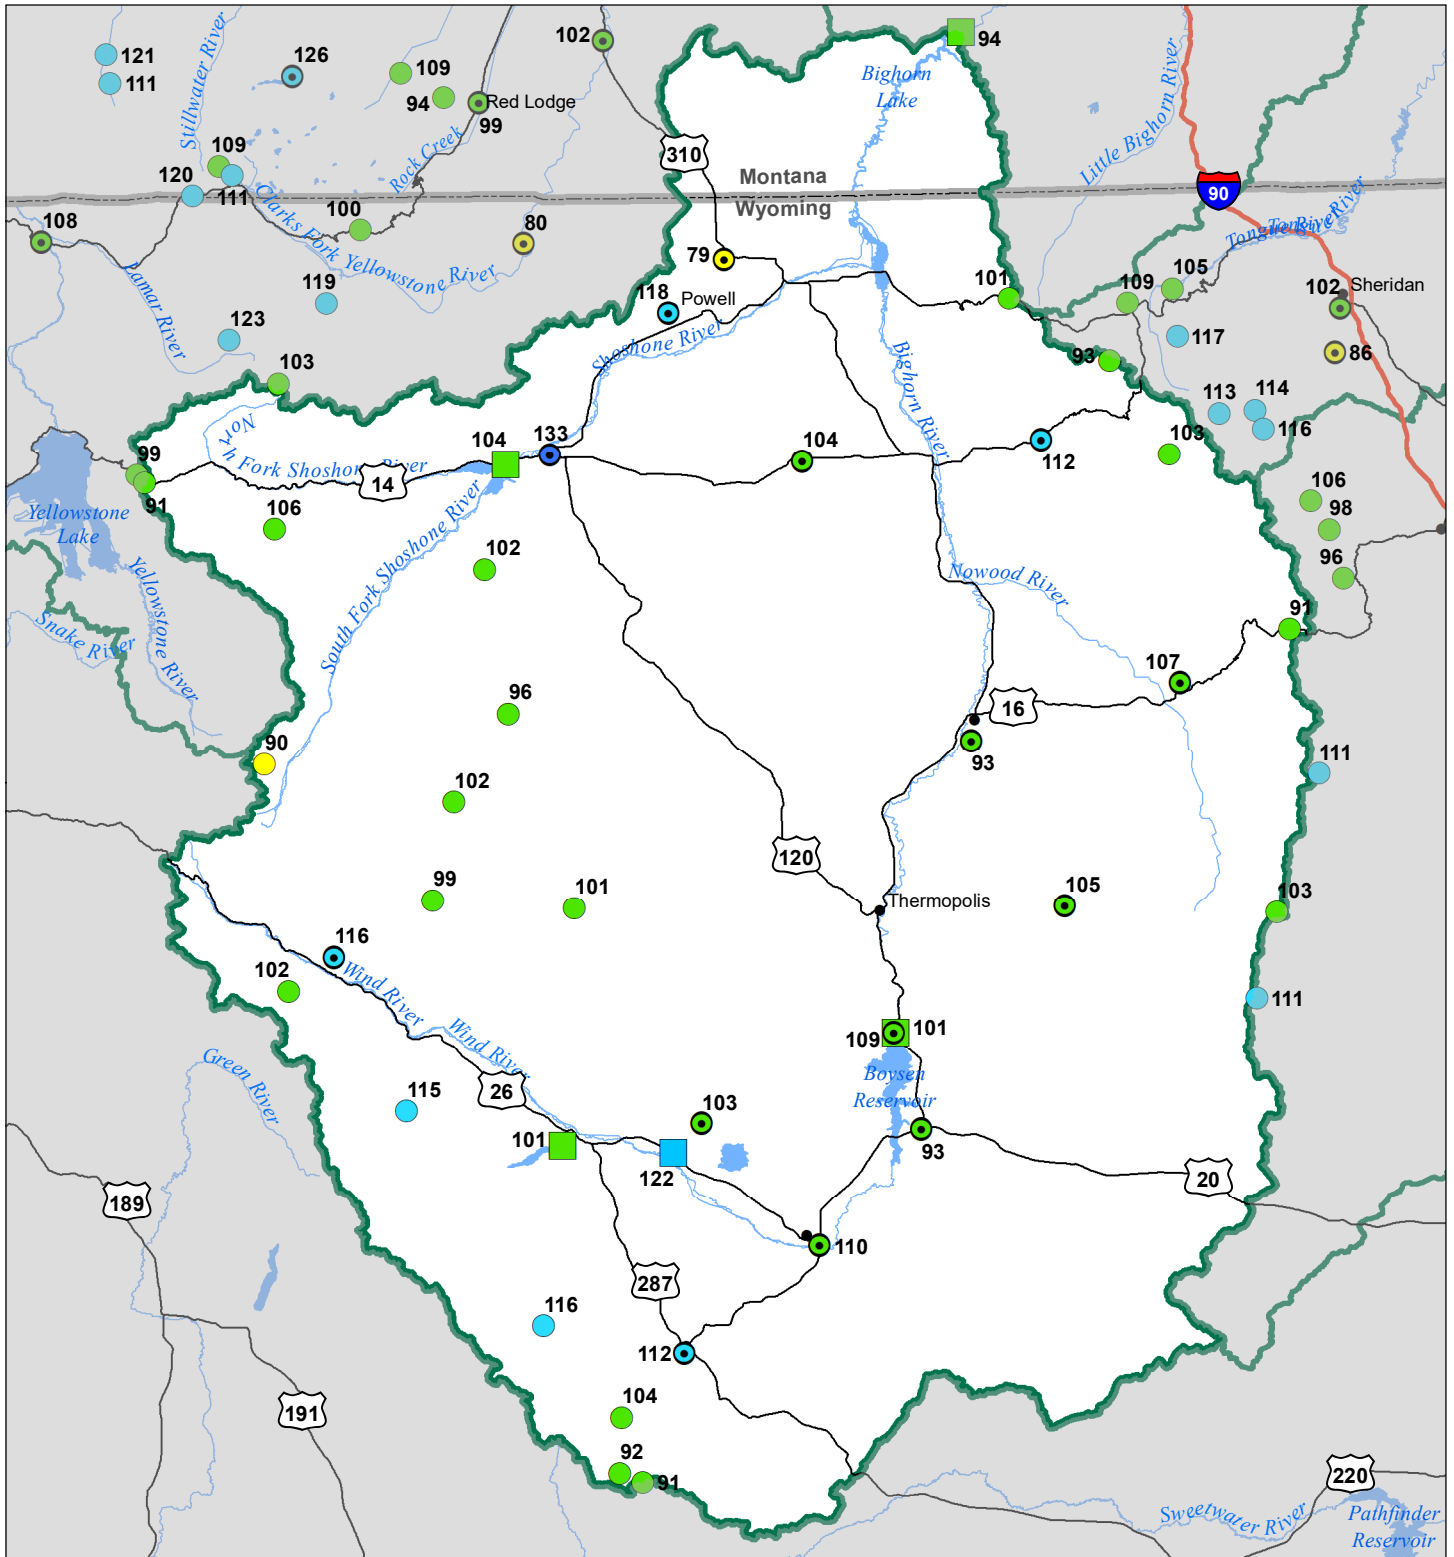 102
94
121
126
109
Bighorn
Lake
111
94
Red Lodge
99
Stillwater River
Rock Creek
Little Bighorn River
310
109
Montana
120
111
90
Wyoming
Clarks Fork Yellowstone River
100
108
80
79
Tongue River
Lamar River
119
118
Powell
101
109
105
102
Sheridan
123
Shoshone River
117
86
Bighorn River
93
103
113
114
116
North Fork Shoshone River
104
133
104
112
103
99
14
91
106
106
98
Yellowstone
Lake
South Fork Shoshone River
102
96
Yellowstone River
Nowood River
Snake River
91
107
96
16
93
90
111
102
120
99
101
Thermopolis
105
103
116
102
Wind River
111
109
101
Wind River
Green River
Boysen
Reservoir
115
26
103
101
93
122
20
189
110
287
116
112
191
104
92
91
220
Sweetwater River
Pathfinder
Reservoir